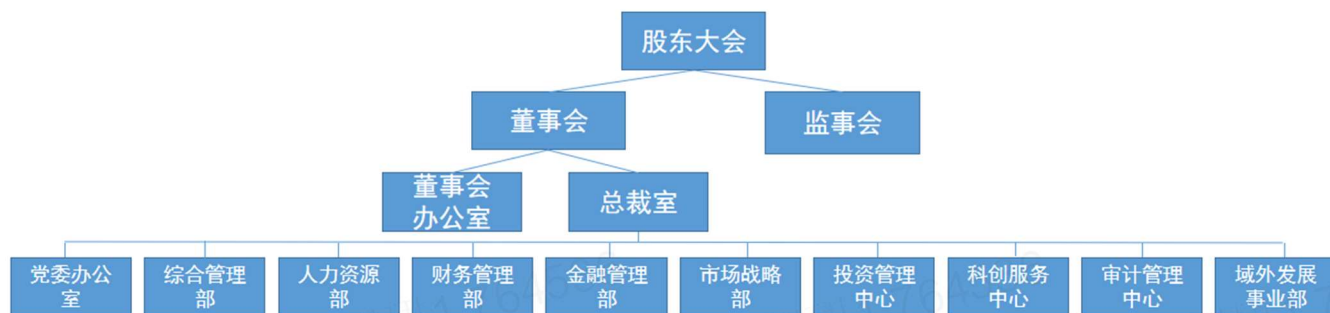 股东大会
董事会
监事会
董事会
办公室
总裁室
党委办公
室
综合管理
部
人力资源
部
财务管理
部
金融管理
部
市场战略
部
投资管理
中心
科创服务
中心
审计管理
中心
域外发展
事业部